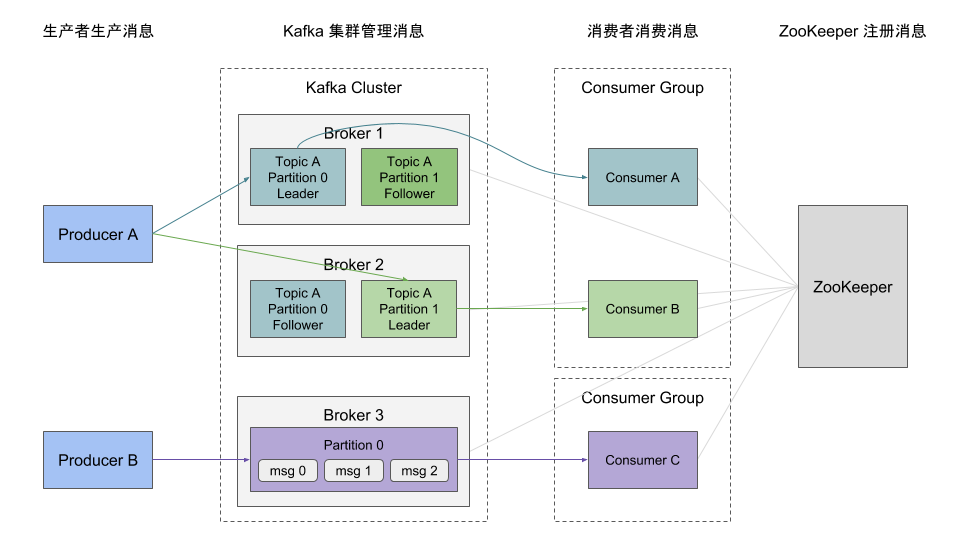 生产者生产消息
Kafka 集群管理消息
消费者消费消息
ZooKeeper 注册消息
Kafka Cluster
Broker 1
Topic A
Partition 0
Leader
Topic A
Partition 1
Follower
Broker 2
Topic A
Partition 0
Follower
Topic A
Partition 1
Leader
Broker 3
Partition 0
msg 0
msg 1
msg 2
Producer A
Producer B
Consumer Group
Consumer A
Consumer B
Consumer Group
Consumer C
ZooKeeper